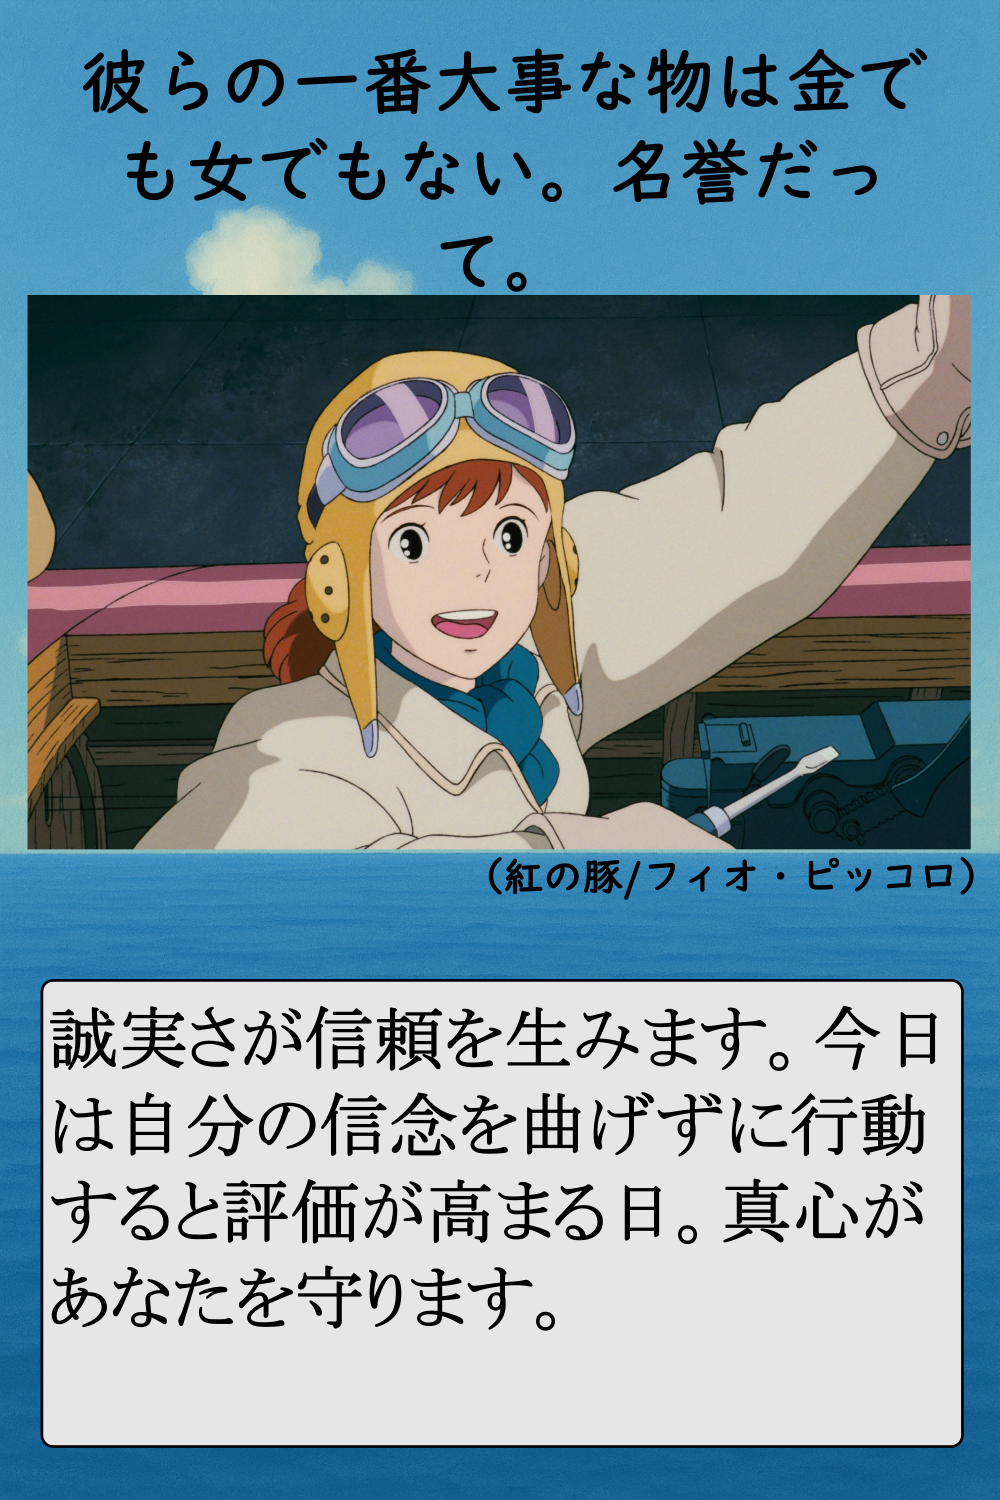 彼らの一番大事な物は金で
も女でもない。名誉だっ
て。
（紅の豚/フィオ・ピッコロ）
誠実さが信頼を生みます。今日
は自分の信念を曲げずに行動
すると評価が高まる日。真心が
あなたを守ります。